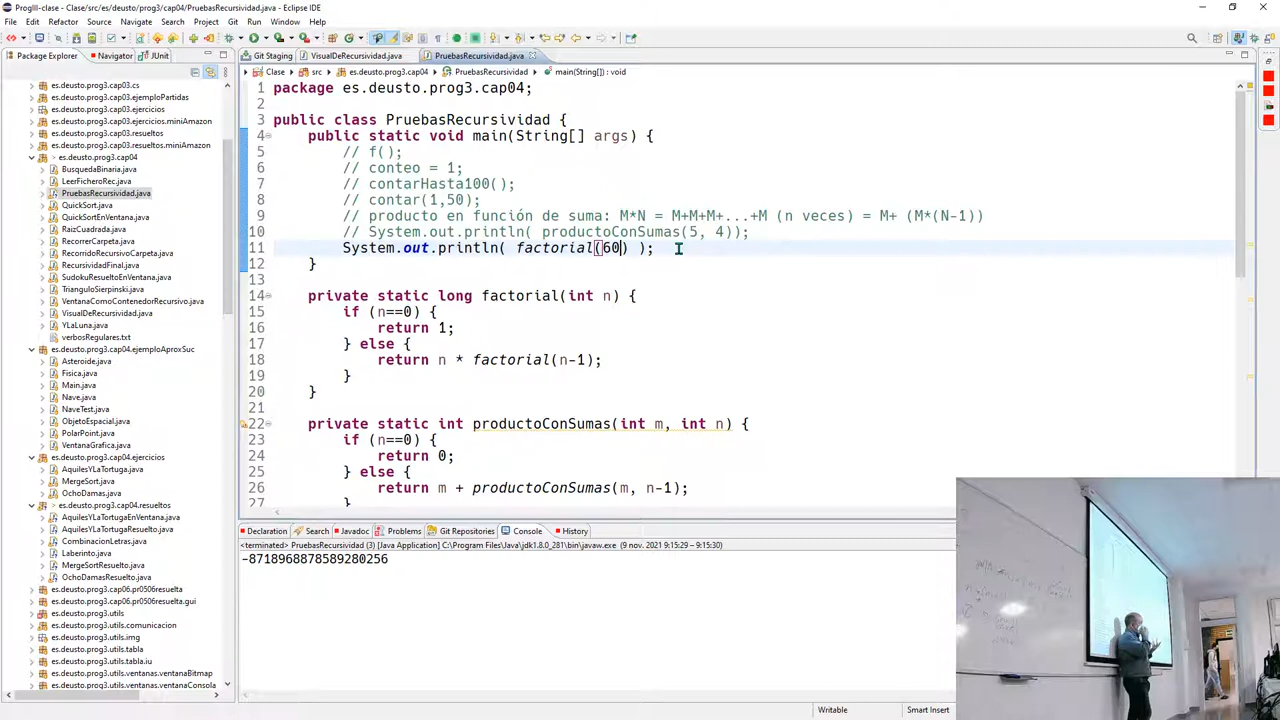 ProgIII-clase - Clase/src/es/deusto/prog3/cap04/PruebasRecursividad.java - Eclipse IDE
File Edit Refactor Source Navigate Search Project Git Run Window Help
Package Explorer Navigator JUnit
Git Staging VisualDeRecursividad.java PruebasRecursividad.java
Clase src es.deusto.prog3.cap04 PruebasRecursividad main(String[]) : void
es.deusto.prog3.cap03.cs
es.deusto.prog3.cap03.ejemploPartidas
es.deusto.prog3.cap03.ejercicios
es.deusto.prog3.cap03.ejercicios.miniAmazon
es.deusto.prog3.cap03.resueltos
es.deusto.prog3.cap03.resueltos.miniAmazon
es.deusto.prog3.cap04
BusquedaBinaria.java
LeerFicheroRec.java
PruebasRecursividad.java
QuickSort.java
QuickSortEnVentana.java
RaizCuadrada.java
RecorrerCarpeta.java
RecorridoRecursivoCarpeta.java
RecursividadFinal.java
SudokuResueltoEnVentana.java
TrianguloSierpinski.java
VentanaComoContenedorRecursivo.java
VisualDeRecursividad.java
YLaLuna.java
verbosRegulares.txt
es.deusto.prog3.cap04.ejemploAproxSuc
Asteroide.java
Fisica.java
Main.java
Nave.java
NaveTest.java
ObjetoEspacial.java
PolarPoint.java
VentanaGrafica.java
es.deusto.prog3.cap04.ejercicios
AquilesYLaTortuga.java
MergeSort.java
OchoDamas.java
es.deusto.prog3.cap04.resueltos
AquilesYLaTortugaEnVentana.java
AquilesYLaTortugaResuelto.java
CombinacionLetras.java
Laberinto.java
MergeSortResuelto.java
OchoDamasResuelto.java
es.deusto.prog3.cap06.pr0506resuelta
es.deusto.prog3.cap06.pr0506resuelta.gui
es.deusto.prog3.utils
es.deusto.prog3.utils.comunicacion
es.deusto.prog3.utils.img
es.deusto.prog3.utils.tabla
es.deusto.prog3.utils.tabla.iu
es.deusto.prog3.utils.ventanas.ventanaBitmap
es.deusto.prog3.utils.ventanas.ventanaConsola
1 package es.deusto.prog3.cap04;
2
3 public class PruebasRecursividad {
4 public static void main(String[] args) {
5 // f();
6 // conteo = 1;
7 // contarHasta100();
8 // contar(1,50);
9 // producto en función de suma: M*N = M+M+M+...+M (n veces) = M+ (M*(N-1))
10 // System.out.println( productoConSumas(5, 4));
11 System.out.println( factorial(60) );
12 }
13
14 private static long factorial(int n) {
15 if (n==0) {
16 return 1;
17 } else {
18 return n * factorial(n-1);
19 }
20 }
21
22 private static int productoConSumas(int m, int n) {
23 if (n==0) {
24 return 0;
25 } else {
26 return m + productoConSumas(m, n-1);
27 }
Declaration Search Javadoc Problems Git Repositories Console History
<terminated> PruebasRecursividad (3) [Java Application] C:\Program Files\Java\jdk1.8.0_281\bin\javaw.exe (9 nov. 2021 9:15:29 – 9:15:30)
-8718968878589280256
Writable Smart Insert